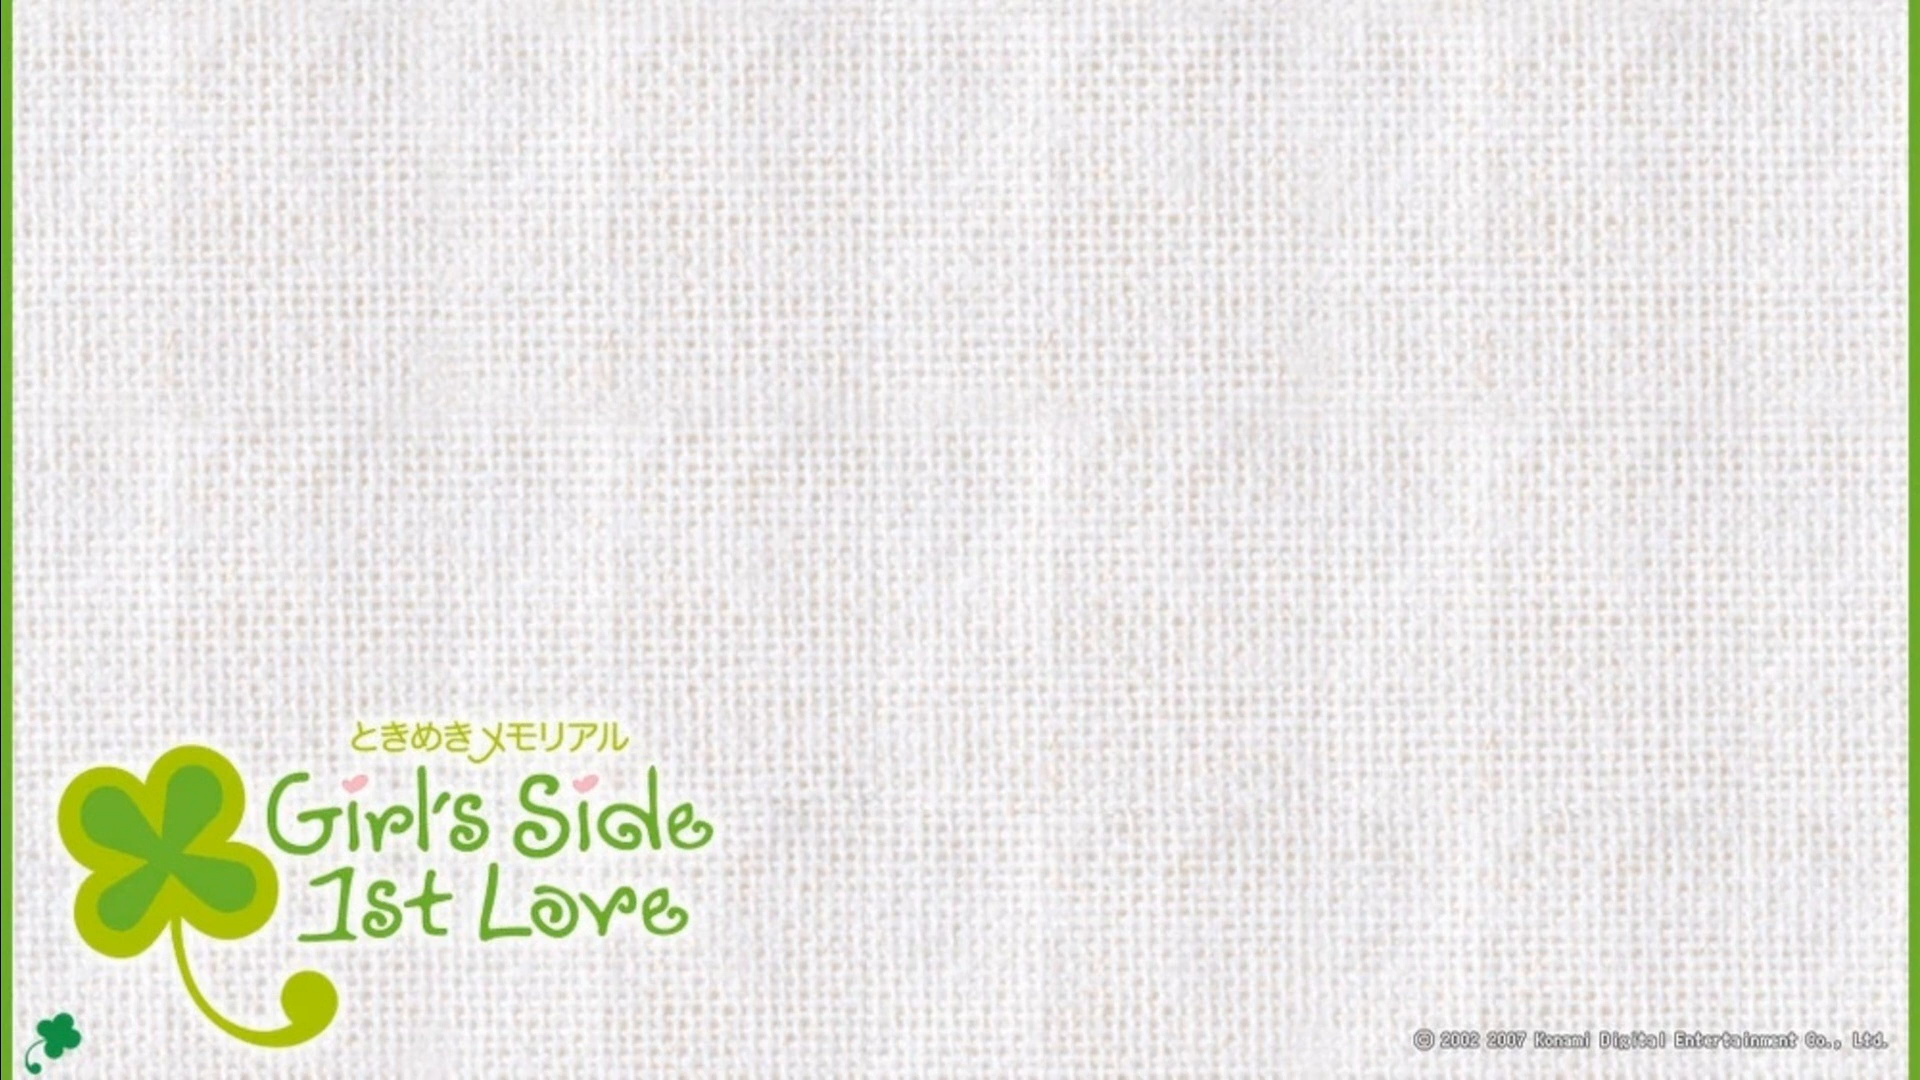 ときめきメモリアル
Girl's Side
1st Love
© 2002 2007 Konami Digital Entertainment Co., Ltd.